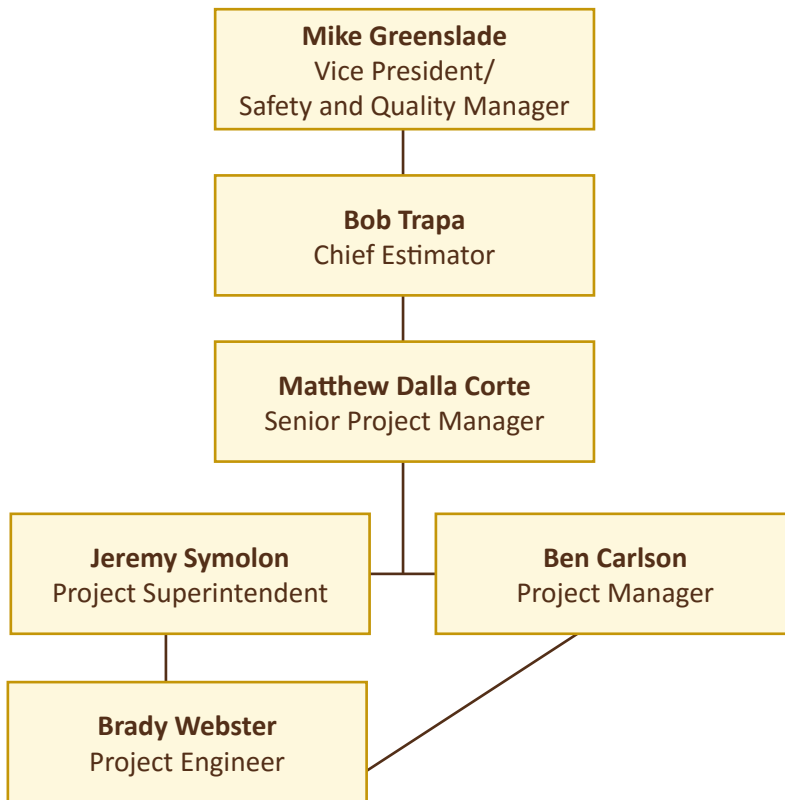 Mike Greenslade
Vice President/
Safety and Quality Manager
Bob Trapa
Chief Estimator
Matthew Dalla Corte
Senior Project Manager
Jeremy Symolon
Project Superintendent
Ben Carlson
Project Manager
Brady Webster
Project Engineer